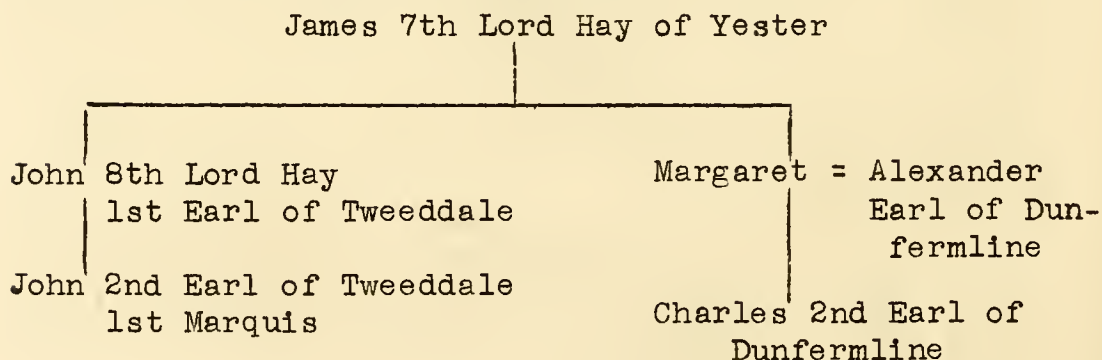 James 7th Lord Hay of Yester
John 8th Lord Hay
1st Earl of Tweeddale
John 2nd Earl of Tweeddale
1st Marquis
Margaret = Alexander
Earl of Dun-
fermline
Charles 2nd Earl of
Dunfermline